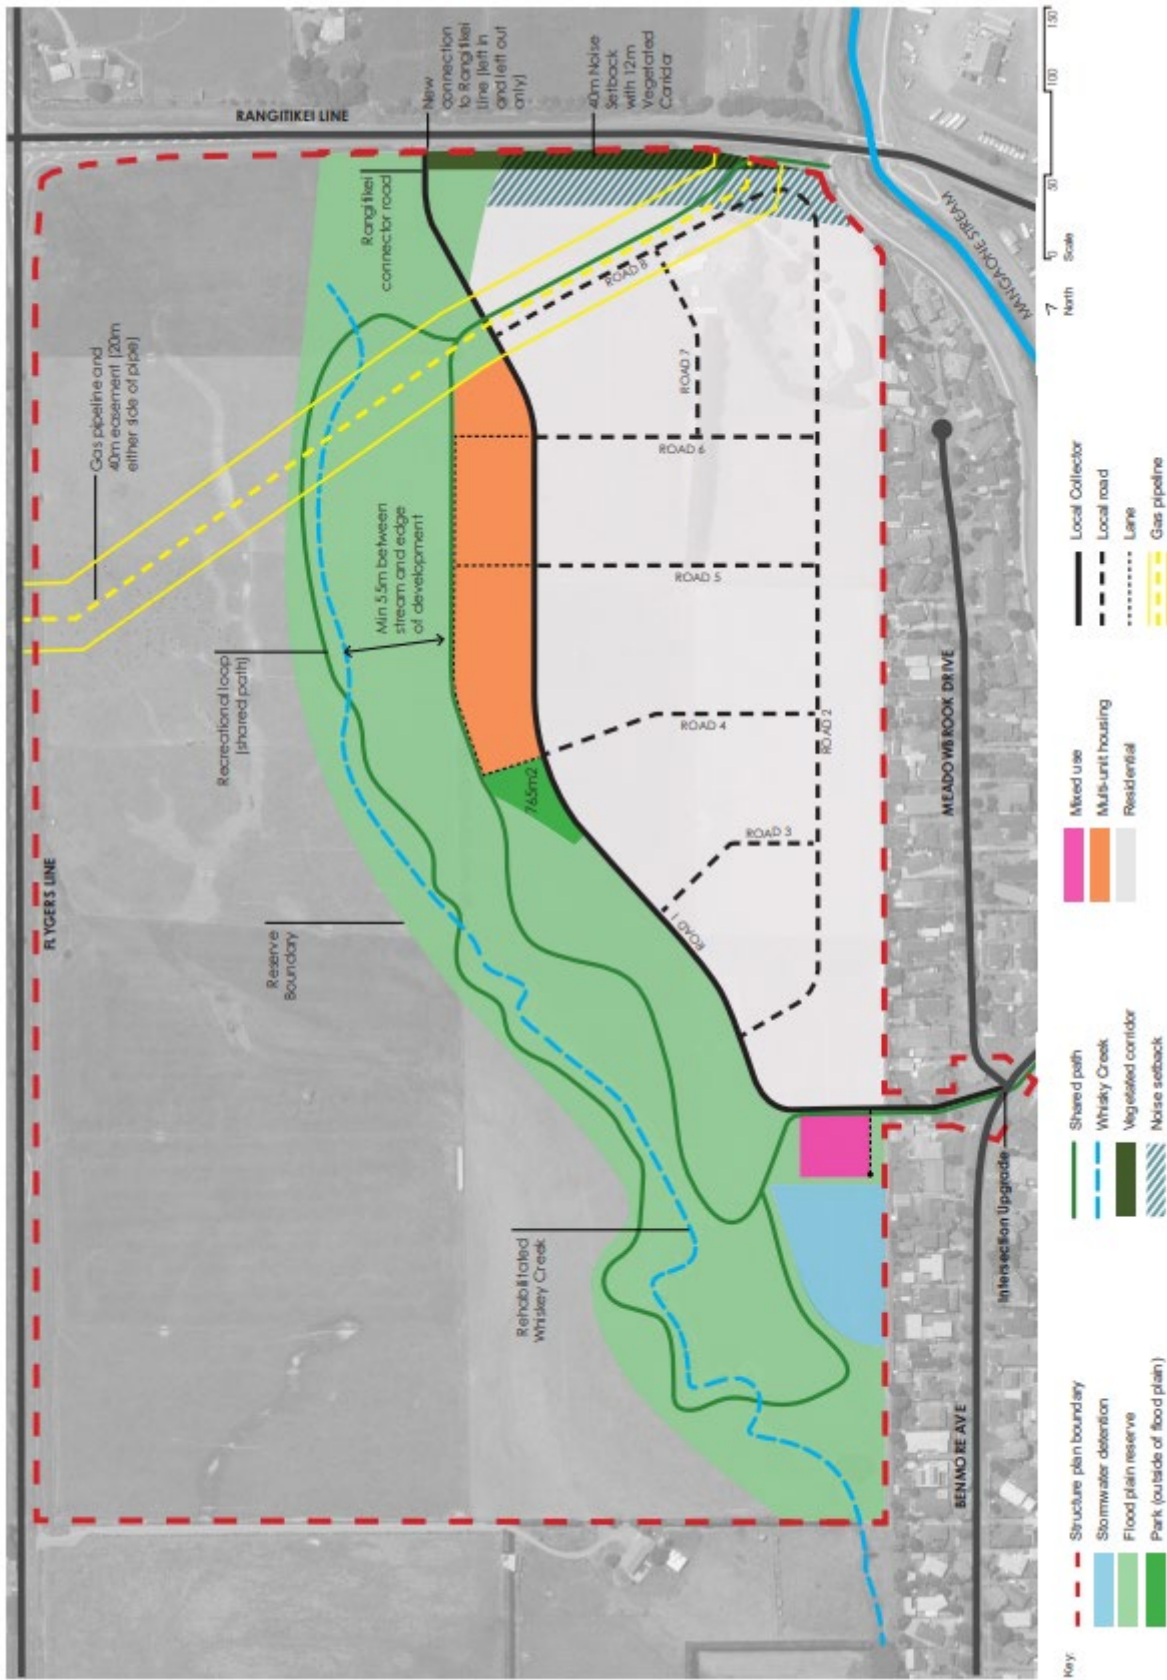 RANGITIKEI LINE
New
connection
to Rangitikei
Line (left in
and left out
only)
40m Noise
Setback
with 12m
Vegetated
Corridor
Rangitikei
connector road
Gas pipeline and
40m easement (20m
either side of pipe)
FLYGERS LINE
Recreational loop
(shared path)
Min 55m between
stream and edge
of development
Reserve
Boundary
Rehabilitated
Whiskey Creek
765m2
ROAD 1
ROAD 2
ROAD 3
ROAD 4
ROAD 5
ROAD 6
ROAD 7
ROAD 8
MANGAONE STREAM
MEADOWBROOK DRIVE
BENMORE AVE
Intersection Upgrade
North
Scale
0
50
100
150
Key:
Structure plan boundary
Stormwater detention
Flood plain reserve
Park (outside of flood plain)
Shared path
Whisky Creek
Vegetated corridor
Noise setback
Mixed use
Multi-unit housing
Residential
Local Collector
Local road
Lane
Gas pipeline